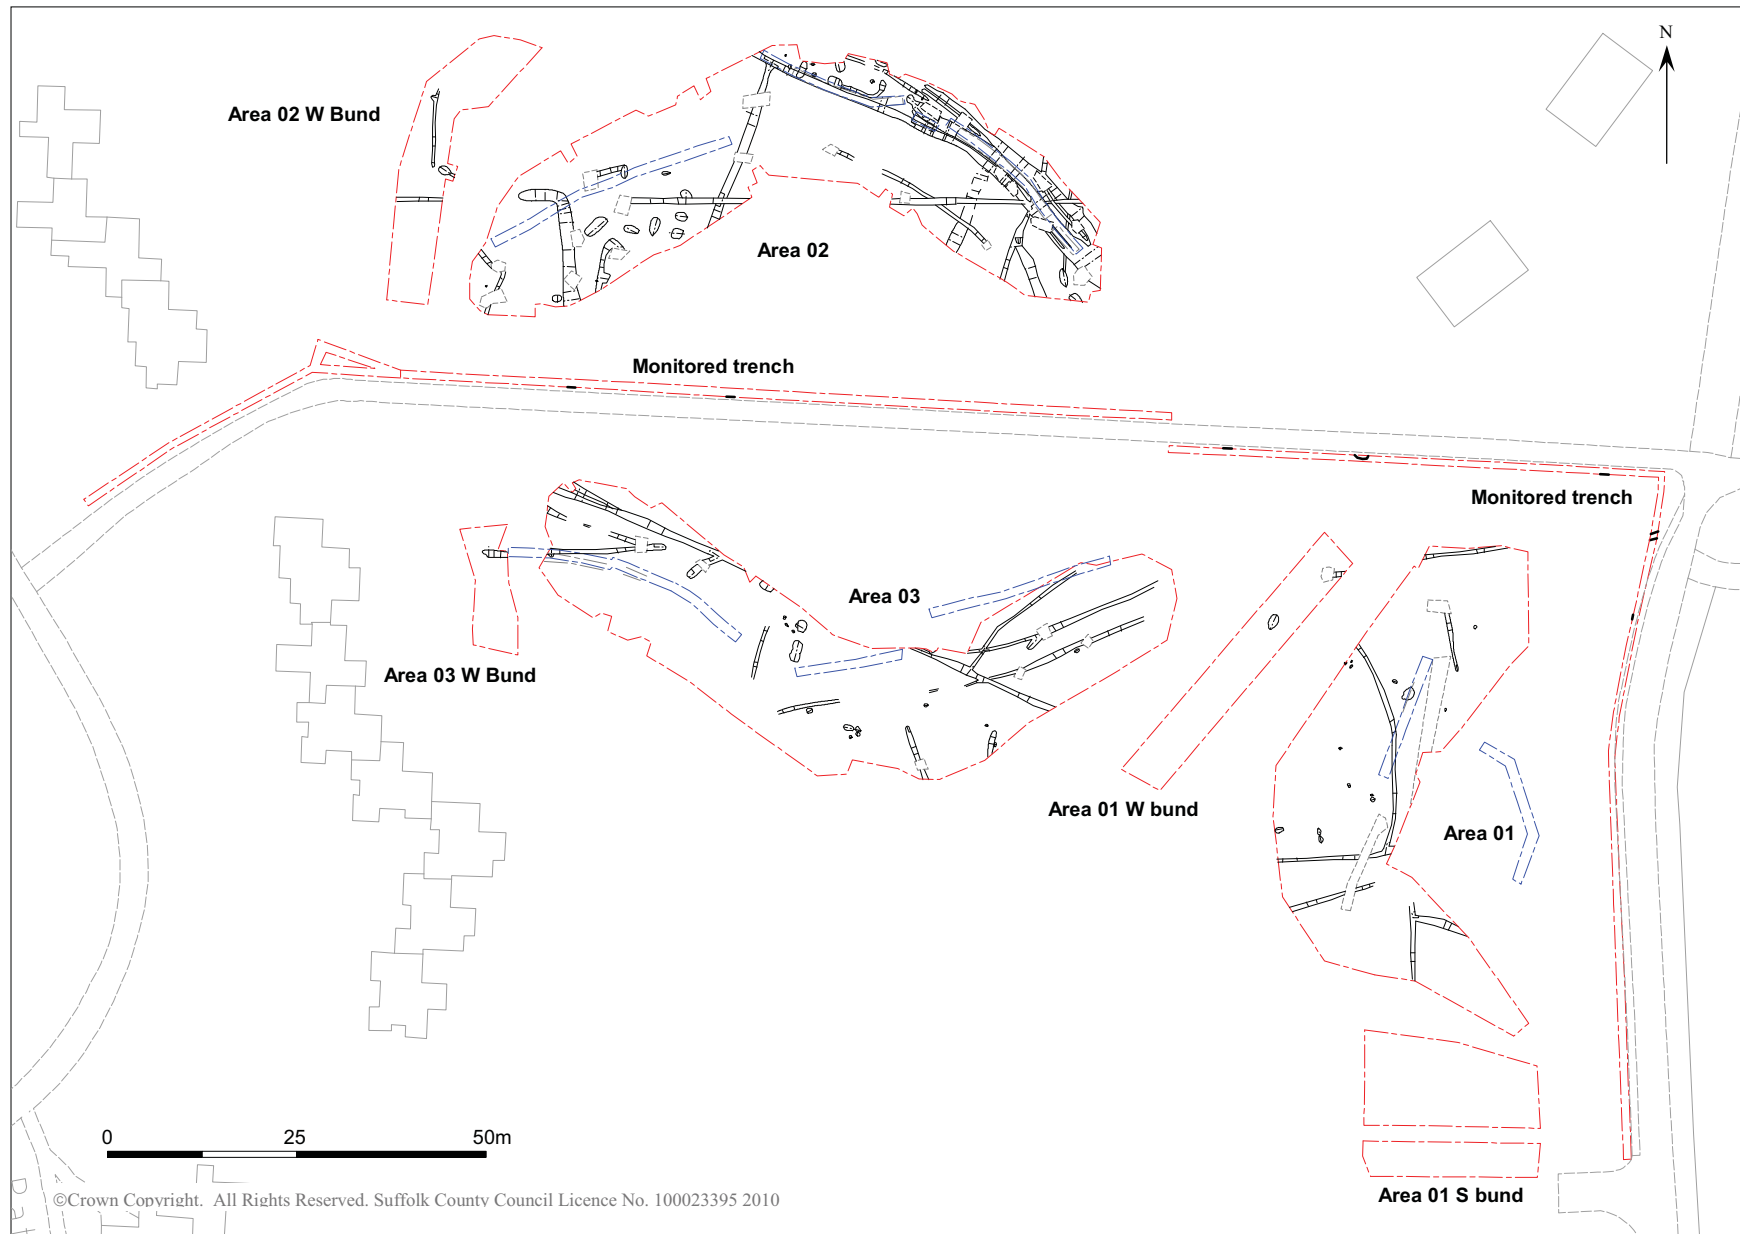 N
Area 02 W Bund
Area 02
Monitored trench
Monitored trench
Area 03
Area 03 W Bund
Area 01 W bund
Area 01
0 25 50m
©Crown Copyright. All Rights Reserved. Suffolk County Council Licence No. 100023395 2010
Area 01 S bund